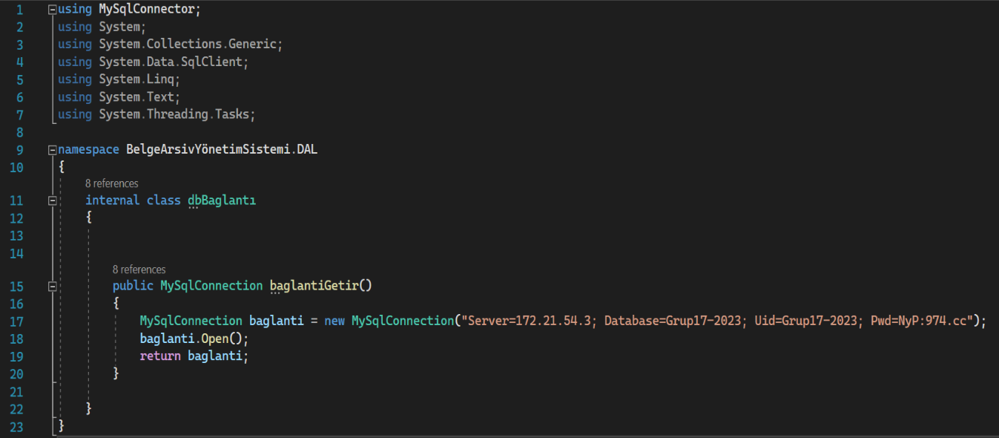 1 using MySqlConnector;
2 using System;
3 using System.Collections.Generic;
4 using System.Data.SqlClient;
5 using System.Linq;
6 using System.Text;
7 using System.Threading.Tasks;
8
9 namespace BelgeArsivYönetimSistemi.DAL
10 {
8 references
11 internal class dbBaglantı
12 {
13
14
8 references
15 public MySqlConnection baglantiGetir()
16 {
17 MySqlConnection baglanti = new MySqlConnection("Server=172.21.54.3; Database=Grup17-2023; Uid=Grup17-2023; Pwd=NyP:974.cc");
18 baglanti.Open();
19 return baglanti;
20 }
21
22 }
23 }